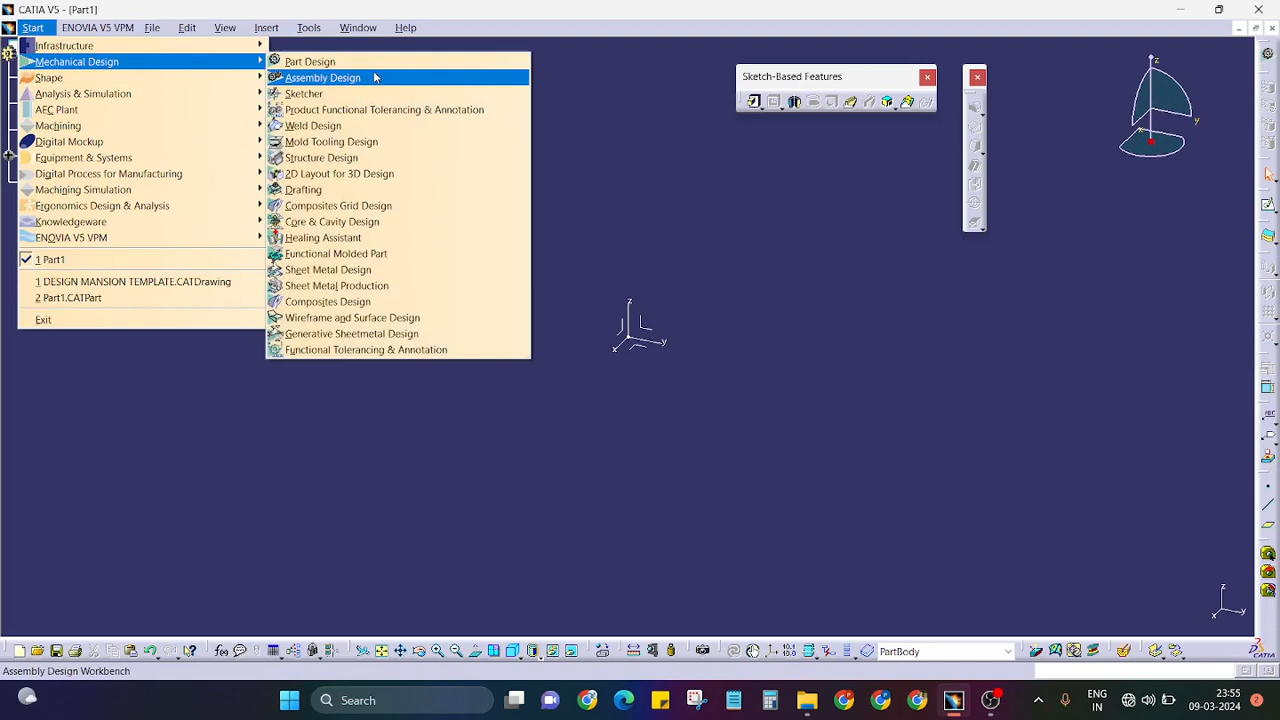 CATIA V5 - [Part1]
Start ENOVIA V5 VPM File Edit View Insert Tools Window Help
Infrastructure
Mechanical Design
Shape
Analysis & Simulation
AEC Plant
Machining
Digital Mockup
Equipment & Systems
Digital Process for Manufacturing
Machining Simulation
Ergonomics Design & Analysis
Knowledgeware
ENOVIA V5 VPM
1 Part1
1 DESIGN MANSION TEMPLATE.CATDrawing
2 Part1.CATPart
Exit
Part Design
Assembly Design
Sketcher
Product Functional Tolerancing & Annotation
Weld Design
Mold Tooling Design
Structure Design
2D Layout for 3D Design
Drafting
Composites Grid Design
Core & Cavity Design
Healing Assistant
Functional Molded Part
Sheet Metal Design
Sheet Metal Production
Composites Design
Wireframe and Surface Design
Generative Sheetmetal Design
Functional Tolerancing & Annotation
Sketch-Based Features
z
y
z
y
x
z
y
x
PartBody
CATIA
Assembly Design Workbench
Search
ENG
IN
23:55
09-03-2024
2